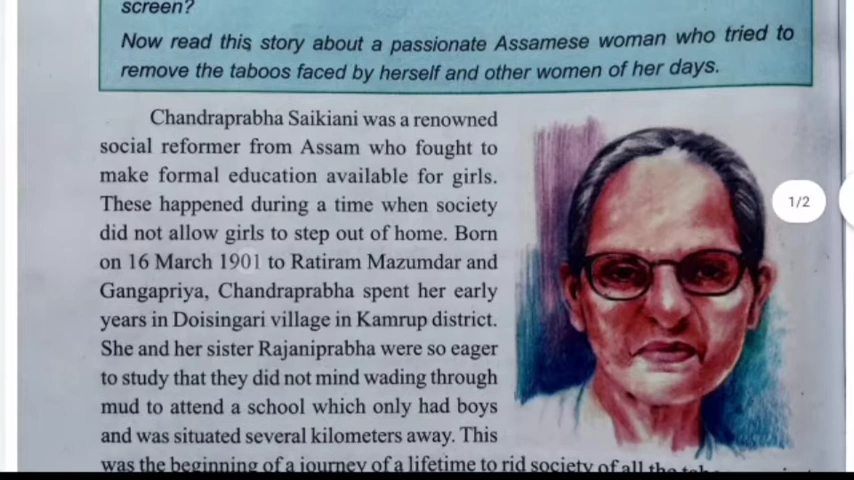 screen?
Now read this story about a passionate Assamese woman who tried to
remove the taboos faced by herself and other women of her days.
Chandraprabha Saikiani was a renowned
social reformer from Assam who fought to
make formal education available for girls.
These happened during a time when society
did not allow girls to step out of home. Born
on 16 March 1901 to Ratiram Mazumdar and
Gangapriya, Chandraprabha spent her early
years in Doisingari village in Kamrup district.
She and her sister Rajaniprabha were so eager
to study that they did not mind wading through
mud to attend a school which only had boys
and was situated several kilometers away. This
was the beginning of a journey of a lifetime to rid society of all the
1/2